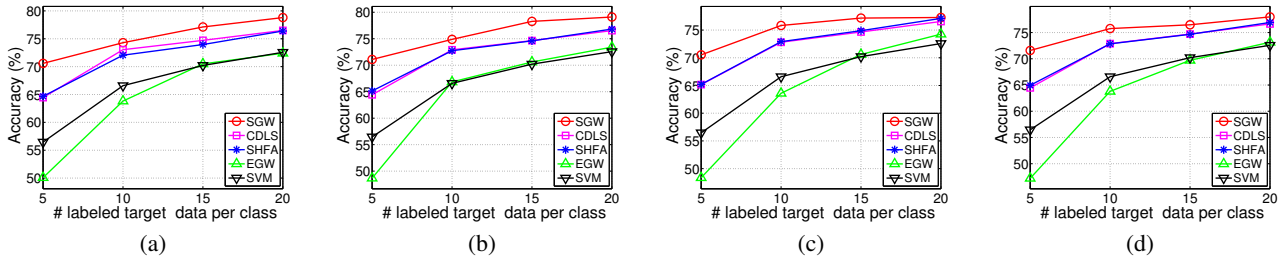 Accuracy (%)
80
75
70
65
60
55
50
5
10
15
20
# labeled target data per class
SGW
CDLS
SHFA
EGW
SVM
(a)
Accuracy (%)
80
75
70
65
60
55
50
5
10
15
20
# labeled target data per class
SGW
CDLS
SHFA
EGW
SVM
(b)
Accuracy (%)
75
70
65
60
55
50
5
10
15
20
# labeled target data per class
SGW
CDLS
SHFA
EGW
SVM
(c)
Accuracy (%)
75
70
65
60
55
50
5
10
15
20
# labeled target data per class
SGW
CDLS
SHFA
EGW
SVM
(d)